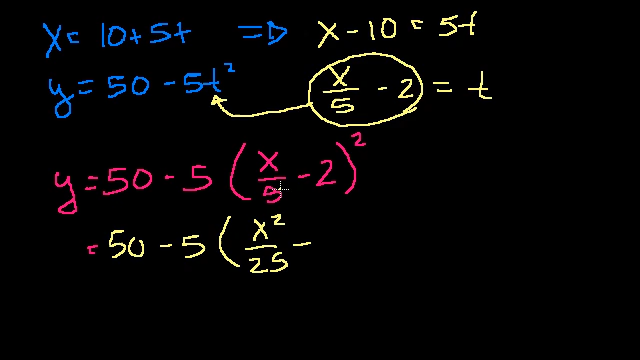 x = 10 + 5t ⇒ x - 10 = 5t
y = 50 - 5t² x/5 - 2 = t
y = 50 - 5 (x/5 - 2)²
= 50 - 5 (x²/25 -